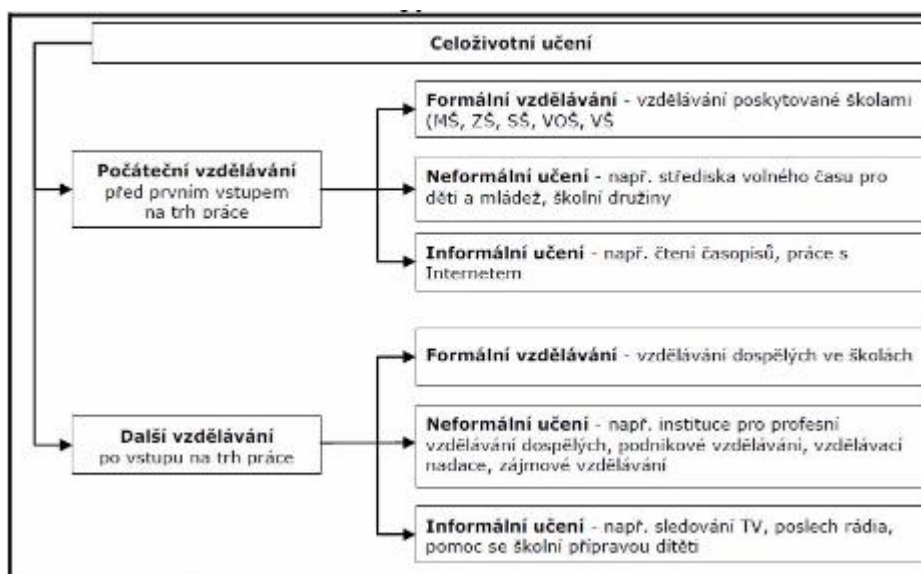 Celoživotní učení
Formální vzdělávání - vzdělávání poskytované školami
(MŠ, ZŠ, SŠ, VOŠ, VŠ
Počáteční vzdělávání
před prvním vstupem
na trh práce
Neformální učení - např. střediska volného času pro
děti a mládež, školní družiny
Informální učení - např. čtení časopisů, práce s
Internetem
Formální vzdělávání - vzdělávání dospělých ve školách
Další vzdělávání
po vstupu na trh práce
Neformální učení - např. instituce pro profesní
vzdělávání dospělých, podnikové vzdělávání, vzdělávací
nadace, zájmové vzdělávání
Informální učení - např. sledování TV, poslech rádia,
pomoc se školní přípravou dítěti